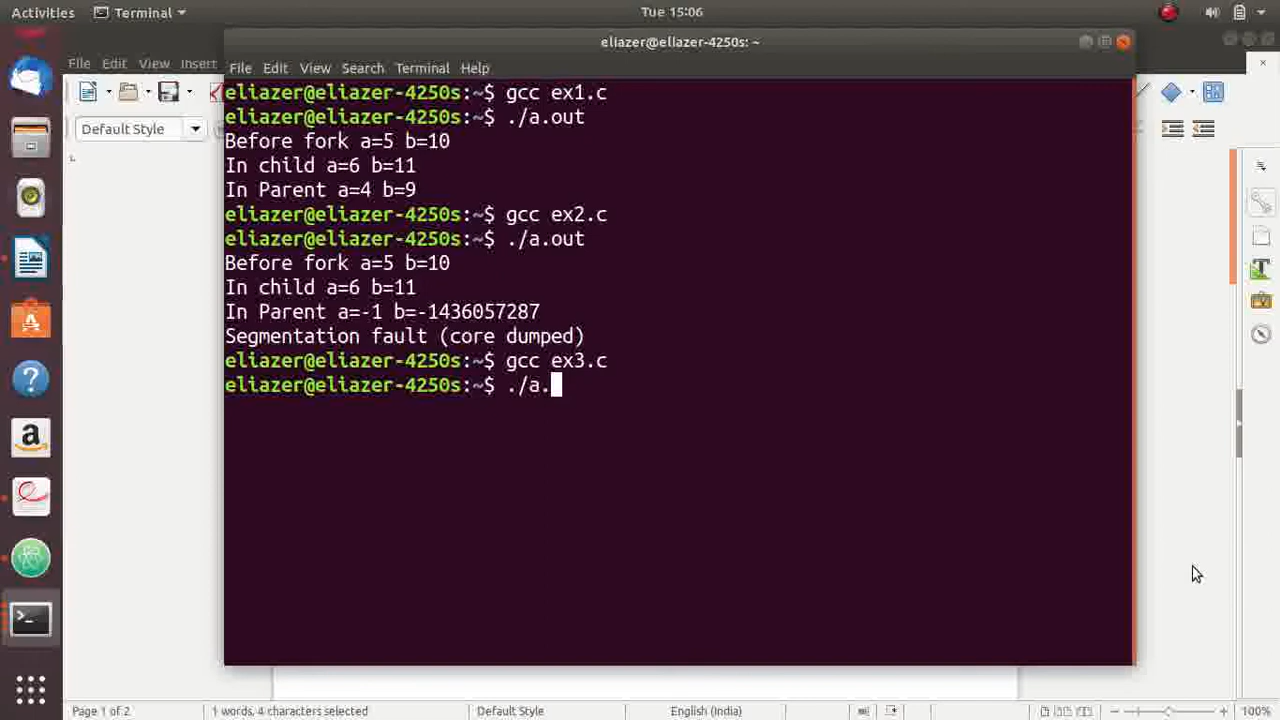 Activities Terminal Tue 15:06
eliazer@eliazer-4250s: ~
File Edit View Insert
File Edit View Search Terminal Help
Default Style
eliazer@eliazer-4250s:~$ gcc ex1.c
eliazer@eliazer-4250s:~$ ./a.out
Before fork a=5 b=10
In child a=6 b=11
In Parent a=4 b=9
eliazer@eliazer-4250s:~$ gcc ex2.c
eliazer@eliazer-4250s:~$ ./a.out
Before fork a=5 b=10
In child a=6 b=11
In Parent a=-1 b=-1436057287
Segmentation fault (core dumped)
eliazer@eliazer-4250s:~$ gcc ex3.c
eliazer@eliazer-4250s:~$ ./a.
Page 1 of 2 1 words, 4 characters selected Default Style English (India) 100%